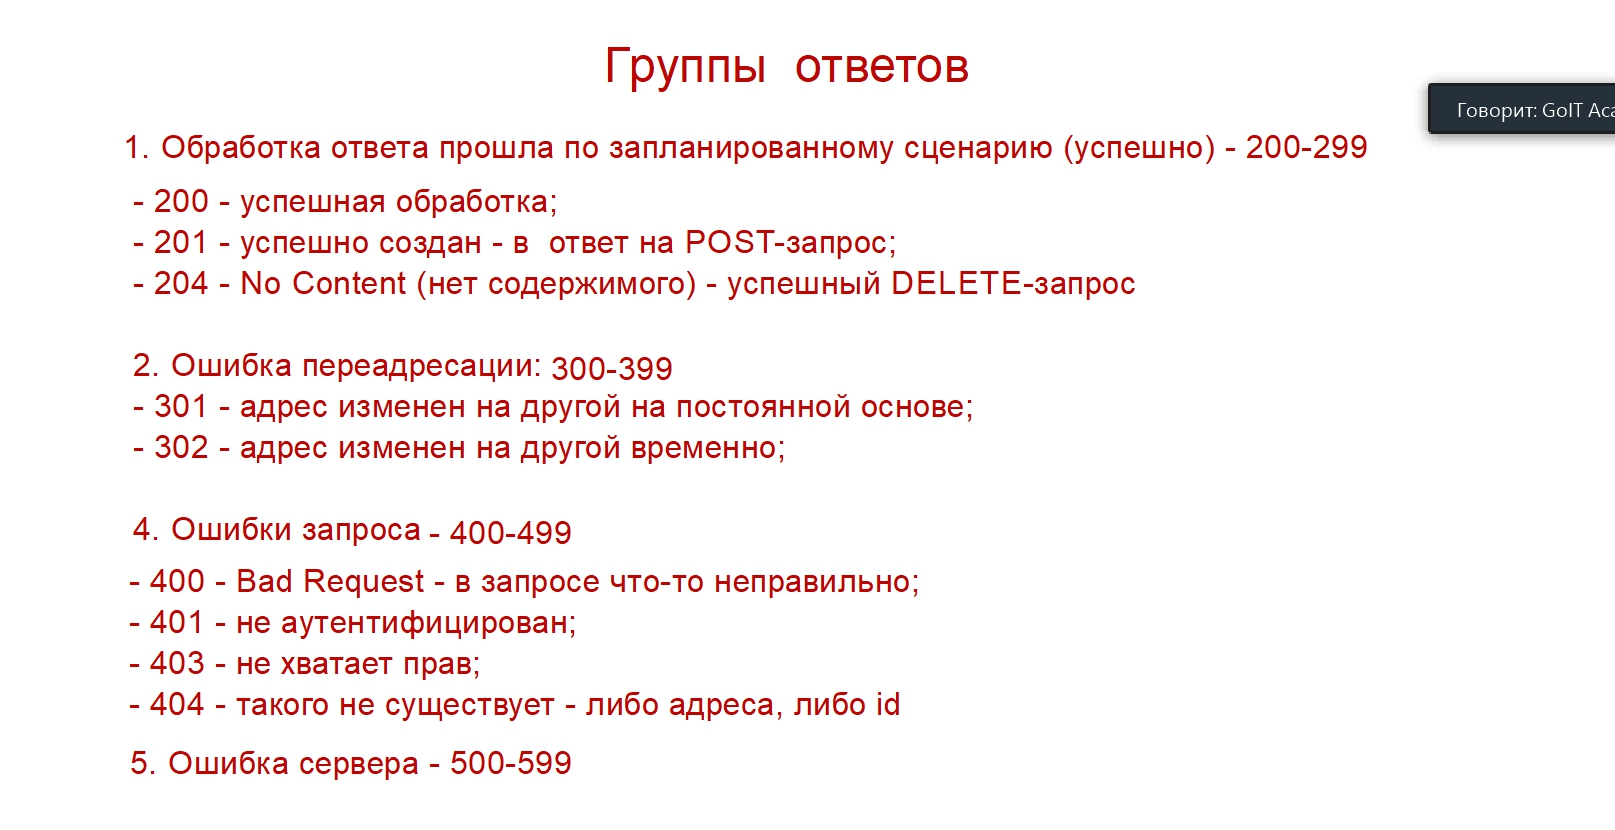 Группы ответов
Говорит: GoIT
1. Обработка ответа прошла по запланированному сценарию (успешно) - 200-299
- 200 - успешная обработка;
- 201 - успешно создан - в ответ на POST-запрос;
- 204 - No Content (нет содержимого) - успешный DELETE-запрос
2. Ошибка переадресации: 300-399
- 301 - адрес изменен на другой на постоянной основе;
- 302 - адрес изменен на другой временно;
4. Ошибки запроса - 400-499
- 400 - Bad Request - в запросе что-то неправильно;
- 401 - не аутентифицирован;
- 403 - не хватает прав;
- 404 - такого не существует - либо адреса, либо id
5. Ошибка сервера - 500-599